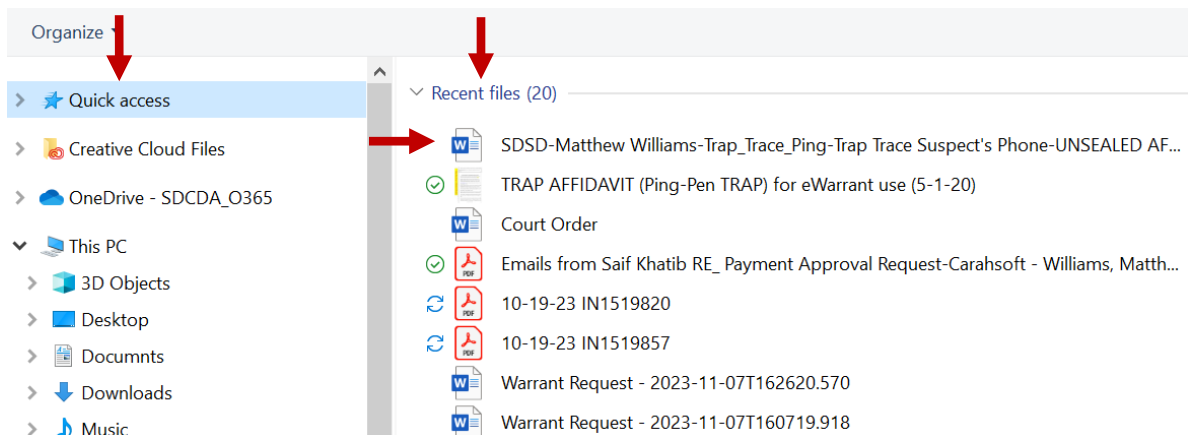 Organize
Quick access
Creative Cloud Files
OneDrive - SDCDA_O365
This PC
3D Objects
Desktop
Documnts
Downloads
Music
Recent files (20)
SDSD-Matthew Williams-Trap_Trace_Ping-Trap Trace Suspect's Phone-UNSEALED AF...
TRAP AFFIDAVIT (Ping-Pen TRAP) for eWarrant use (5-1-20)
Court Order
Emails from Saif Khatib RE_ Payment Approval Request-Carahsoft - Williams, Matth...
10-19-23 IN1519820
10-19-23 IN1519857
Warrant Request - 2023-11-07T162620.570
Warrant Request - 2023-11-07T160719.918